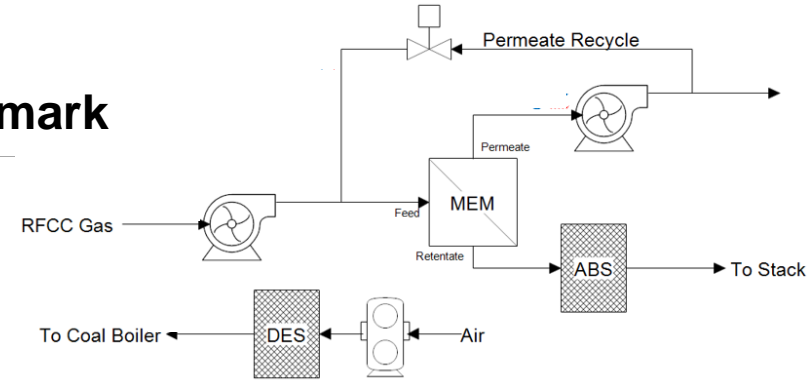 Permeate Recycle
mark
Permeate
RFCC Gas
Feed
MEM
Retentate
ABS
To Stack
To Coal Boiler
DES
Air